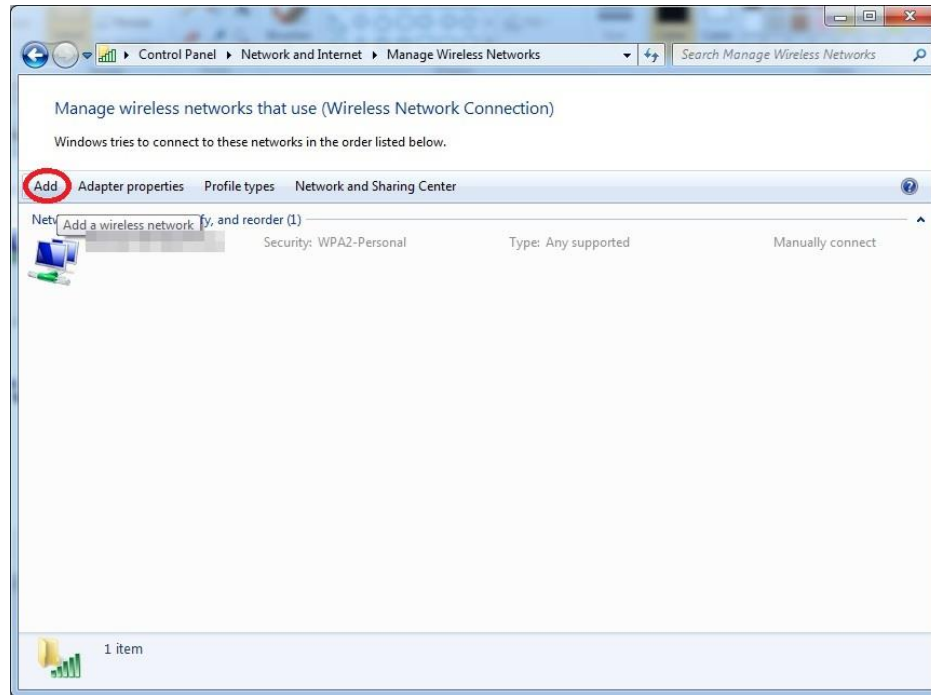 Control Panel ▸ Network and Internet ▸ Manage Wireless Networks
Search Manage Wireless Networks
Manage wireless networks that use (Wireless Network Connection)
Windows tries to connect to these networks in the order listed below.
Add Adapter properties Profile types Network and Sharing Center
and reorder (1)
Add a wireless network
Security: WPA2-Personal Type: Any supported Manually connect
1 item